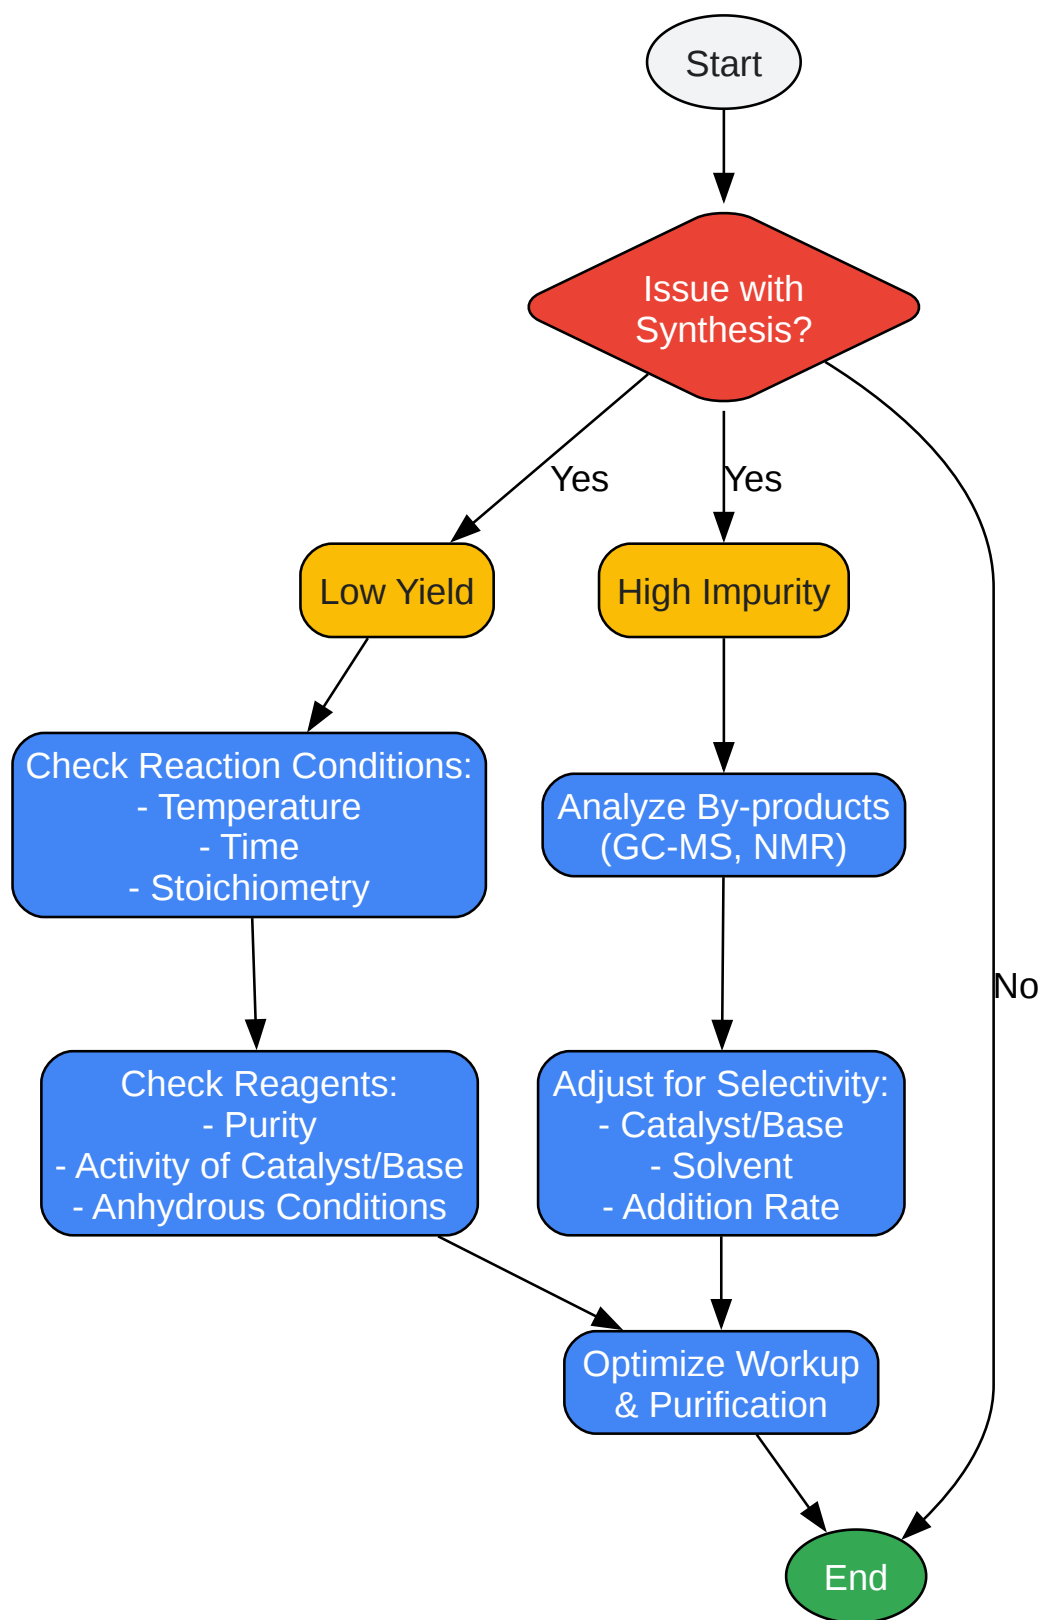 Start
Issue with
Synthesis?
Yes
Yes
Low Yield
High Impurity
Check Reaction Conditions:
- Temperature
- Time
- Stoichiometry
Analyze By-products
(GC-MS, NMR)
No
Check Reagents:
- Purity
- Activity of Catalyst/Base
- Anhydrous Conditions
Adjust for Selectivity:
- Catalyst/Base
- Solvent
- Addition Rate
Optimize Workup
& Purification
End